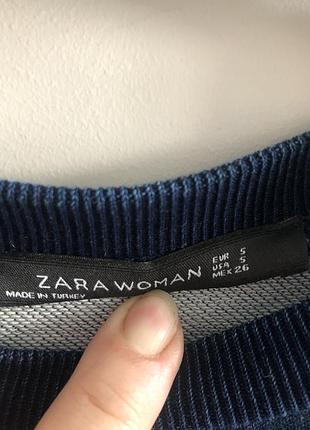 ZARA WOMAN
MADE IN TURKEY
EUR S
USA S
MEX 26